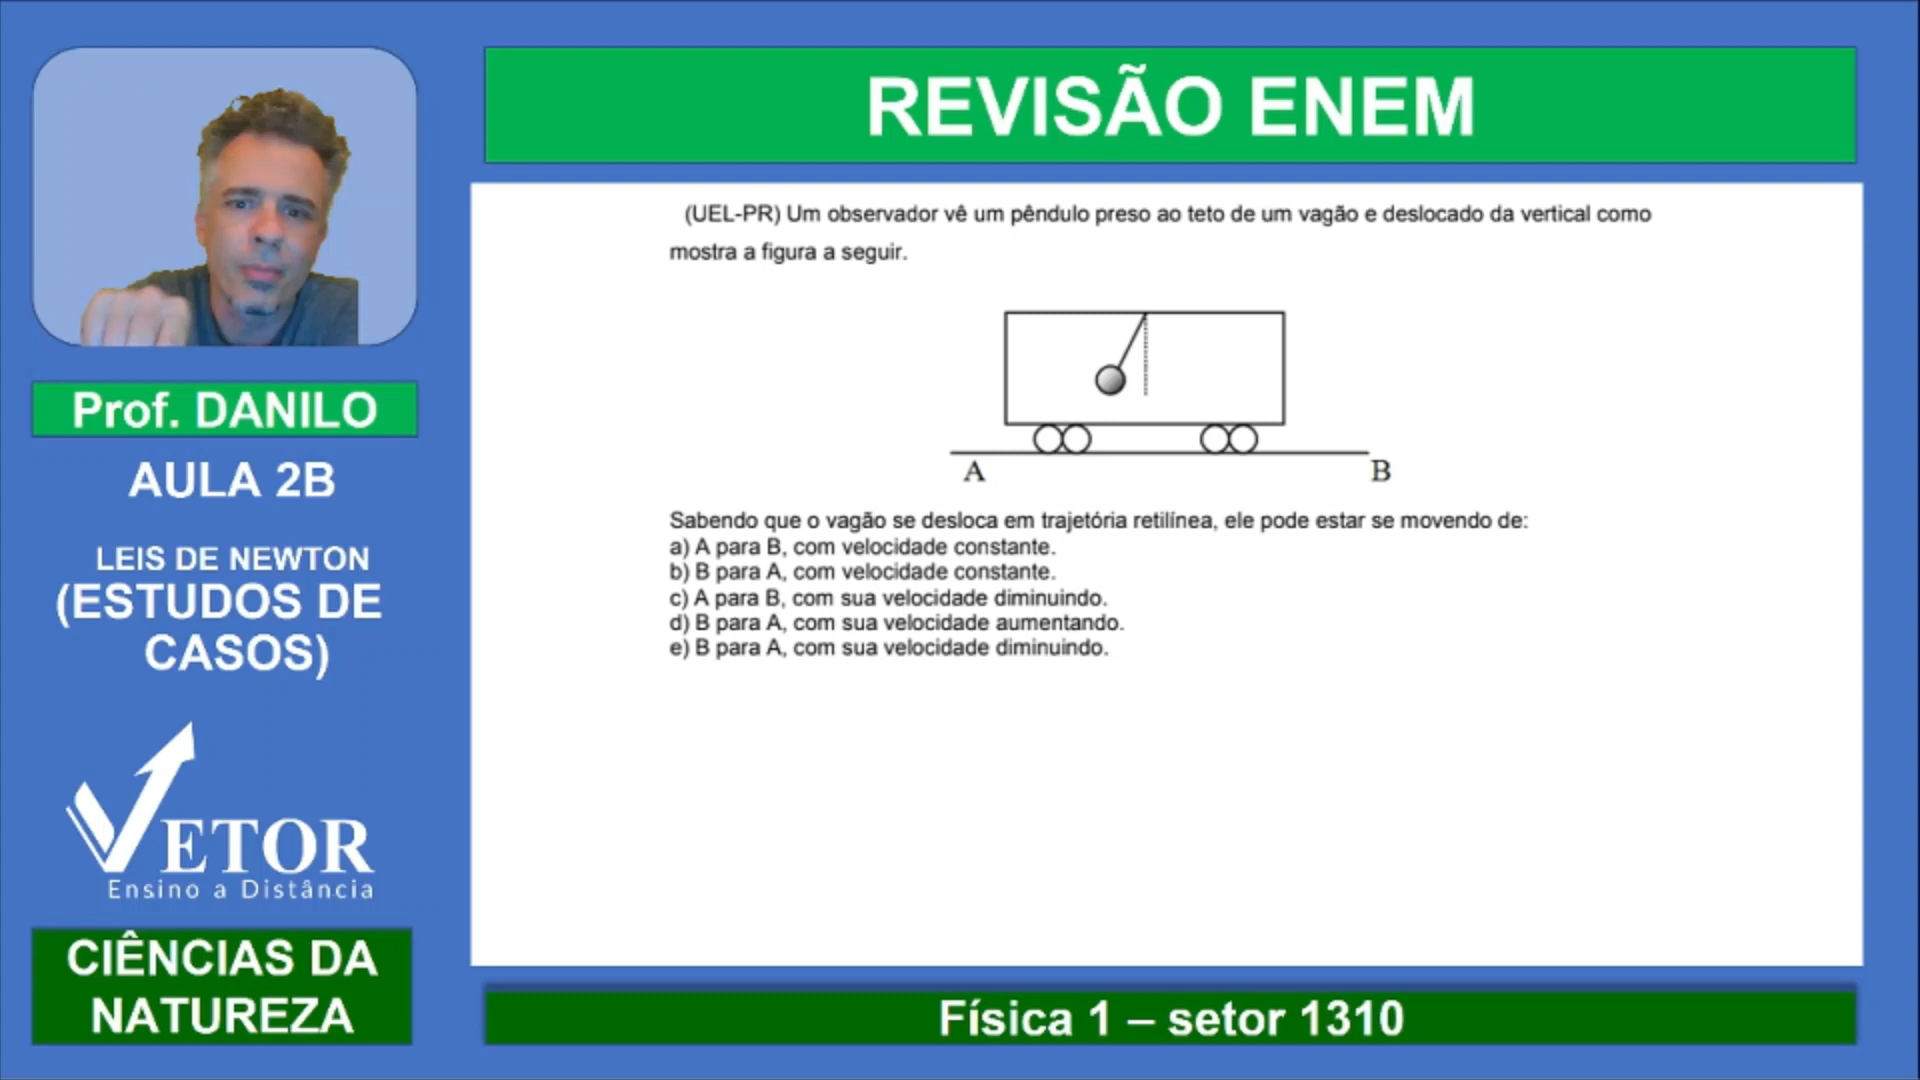 REVISÃO ENEM
Prof. DANILO
AULA 2B
LEIS DE NEWTON
(ESTUDOS DE
CASOS)
VETOR
Ensino a Distância
CIÊNCIAS DA
NATUREZA
(UEL-PR) Um observador vê um pêndulo preso ao teto de um vagão e deslocado da vertical como
mostra a figura a seguir.
A
B
Sabendo que o vagão se desloca em trajetória retilínea, ele pode estar se movendo de:
a) A para B, com velocidade constante.
b) B para A, com velocidade constante.
c) A para B, com sua velocidade diminuindo.
d) B para A, com sua velocidade aumentando.
e) B para A, com sua velocidade diminuindo.
Física 1 – setor 1310